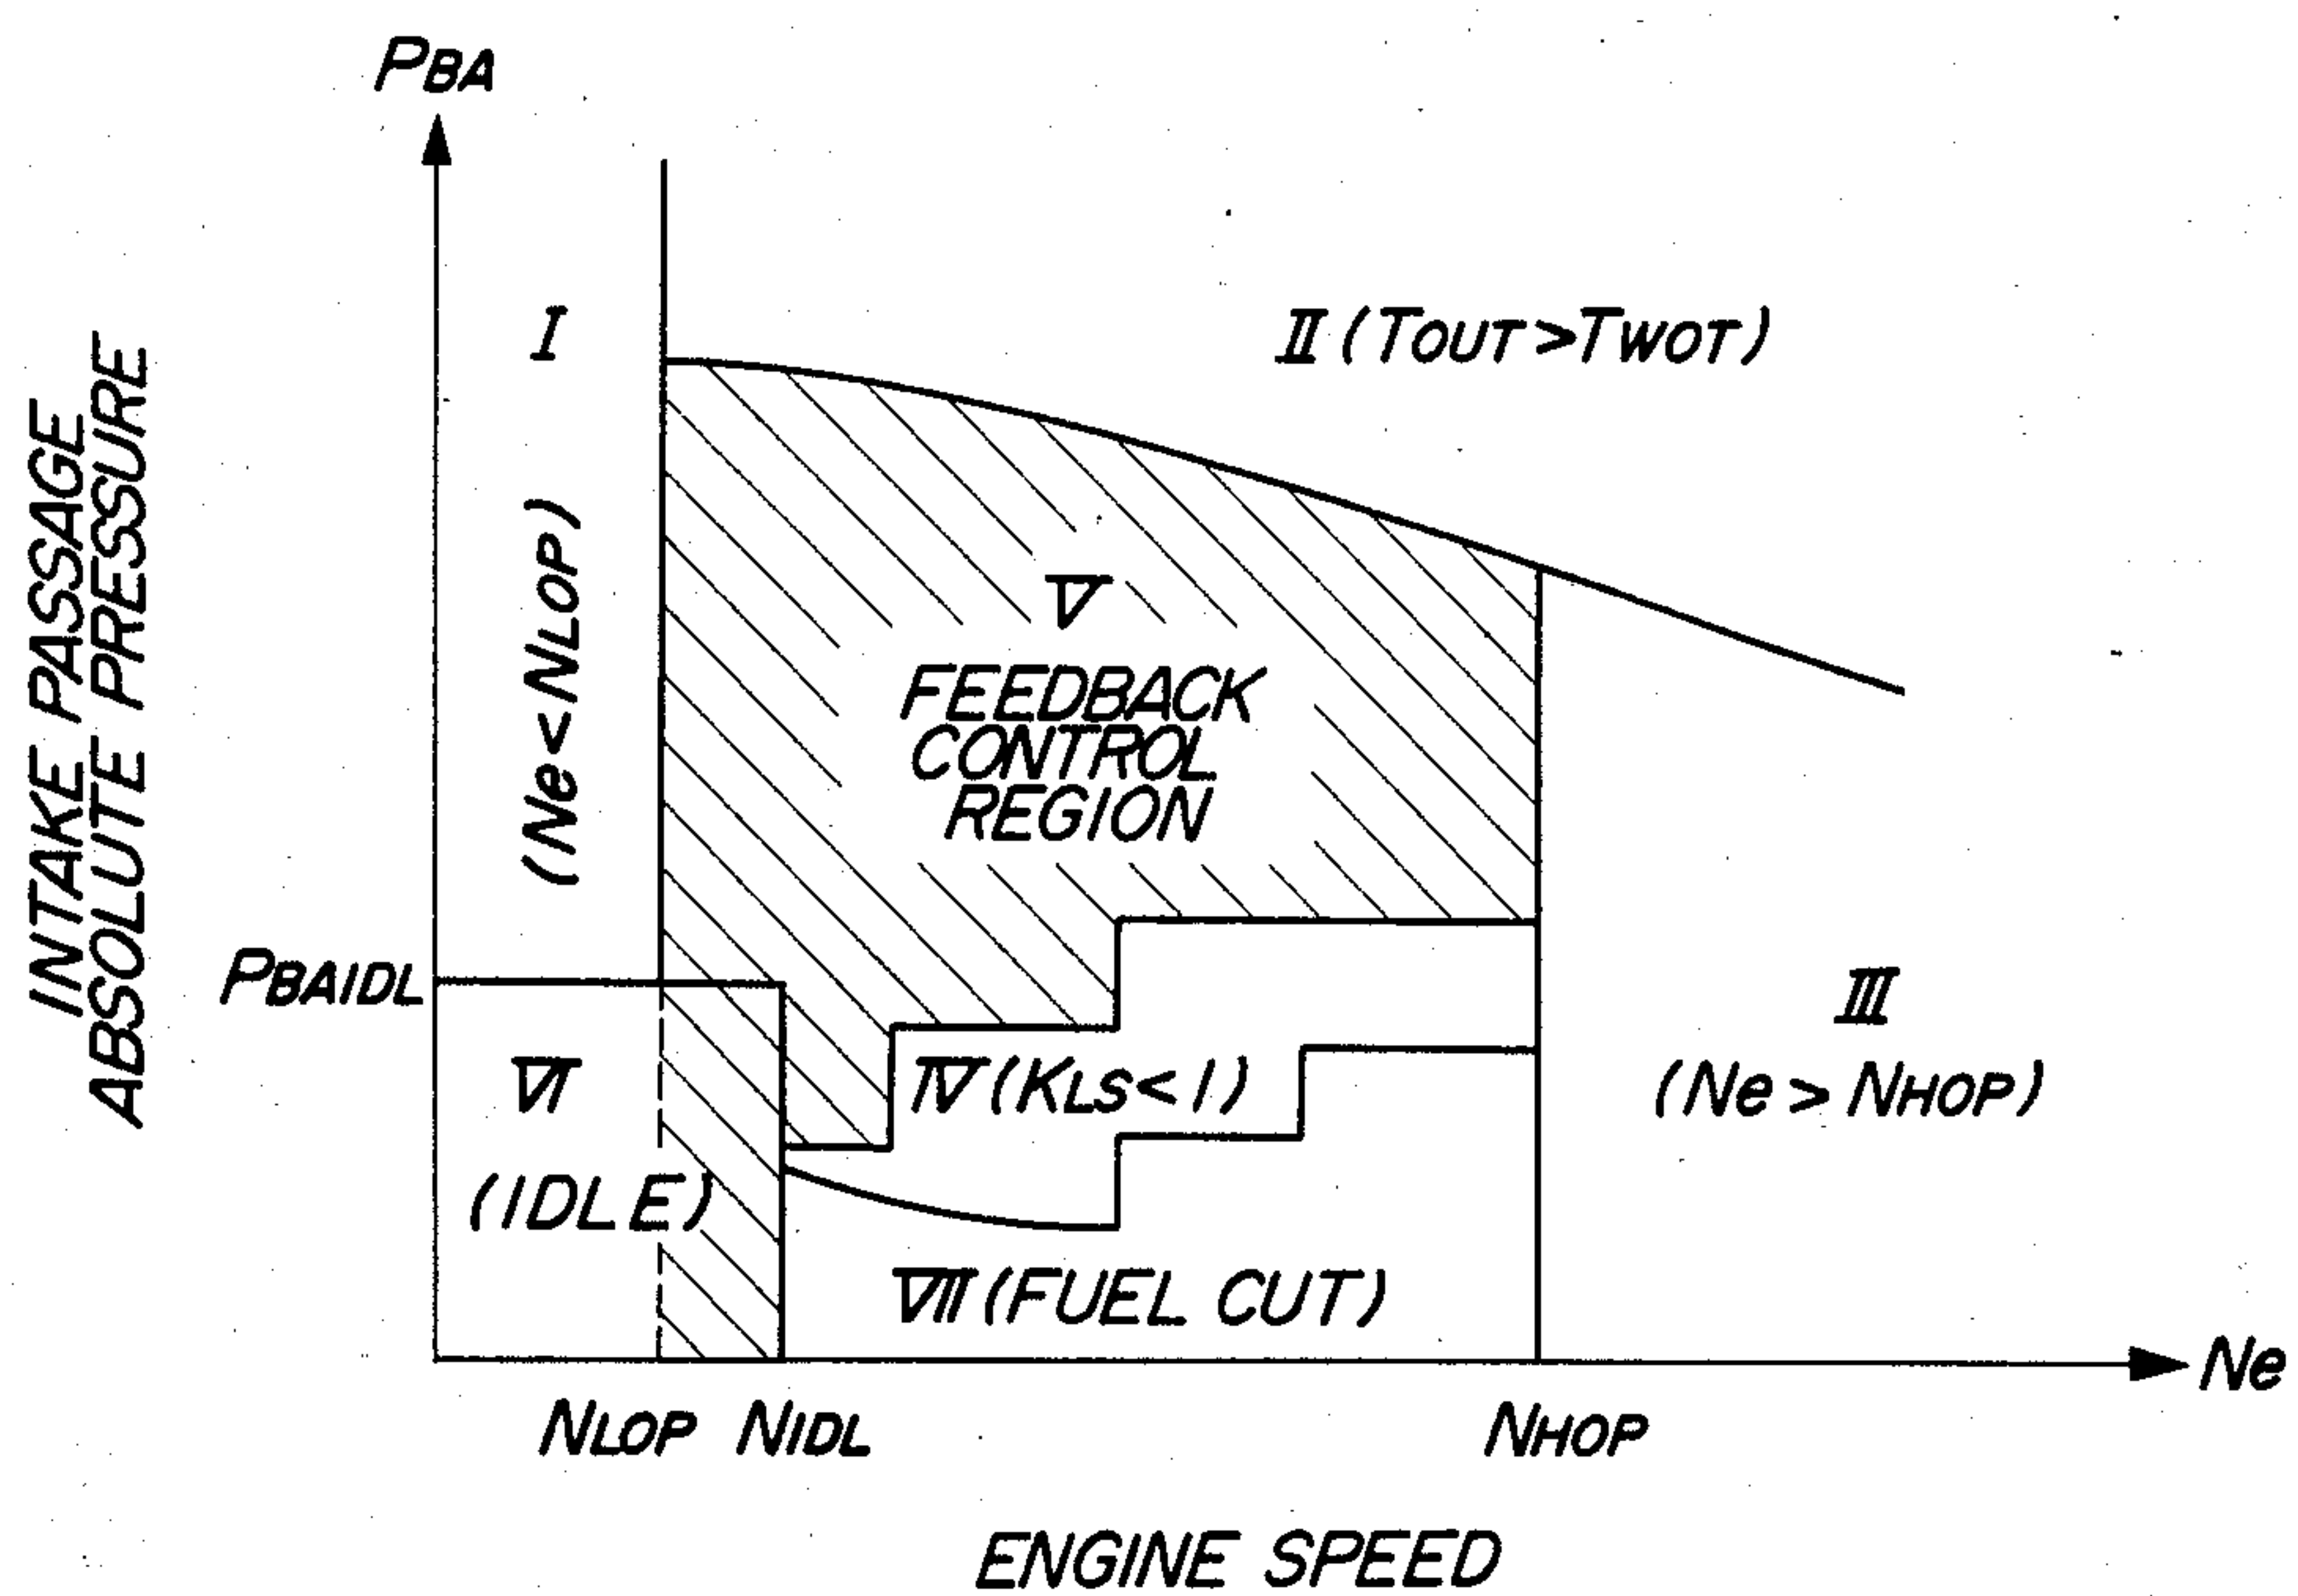 PBA
INTAKE PASSAGE
ABSOLUTE PRESSURE
I
(Ne<NLOP)
II (TOUT>TWOT)
V
FEEDBACK
CONTROL
REGION
PBAIDL
III
(Ne>NHOP)
VI
(IDLE)
IV (KLS<1)
VII (FUEL CUT)
Ne
NLOP NIDL NHOP
ENGINE SPEED